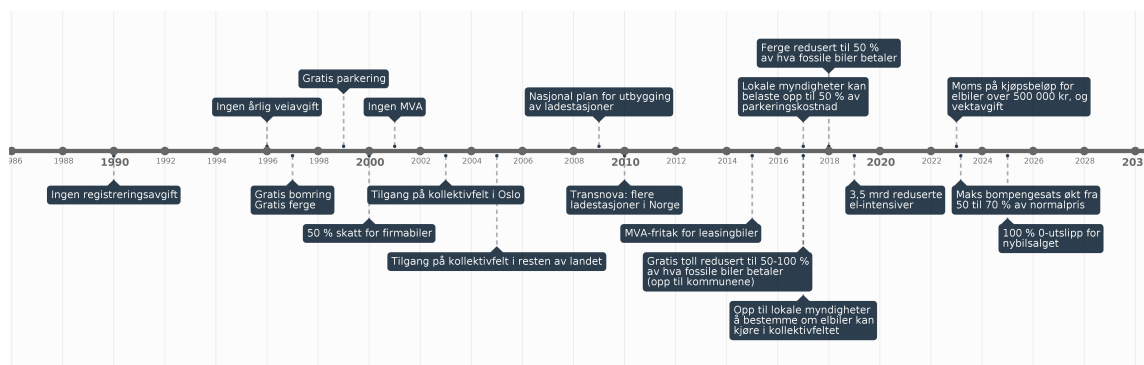 Ferge redusert til 50 %
av hva fossile biler betaler
Gratis parkering
Ingen årlig veiavgift
Ingen MVA
Nasjonal plan for utbygging
av ladestasjoner
Lokale myndigheter kan
belaste opp til 50 % av
parkeringskostnad
Moms på kjøpsbeløp for
elbiler over 500 000 kr, og
vektavgift
86 1988 1990 1992 1994 1996 1998 2000 2002 2004 2006 2008 2010 2012 2014 2016 2018 2020 2022 2024 2026 2028 203
Ingen registreringsavgift
Gratis bomring
Gratis ferge
Tilgang på kollektivfelt i Oslo
Transnova: flere
ladestasjoner i Norge
3,5 mrd reduserte
el-intensiver
Maks bompengesats økt fra
50 til 70 % av normalpris
50 % skatt for firmabiler
MVA-fritak for leasingbiler
100 % 0-utslipp for
nybilsalget
Tilgang på kollektivfelt i resten av landet
Gratis toll redusert til 50-100 %
av hva fossile biler betaler
(opp til kommunene)
Opp til lokale myndigheter
å bestemme om elbiler kan
kjøre i kollektivfeltet